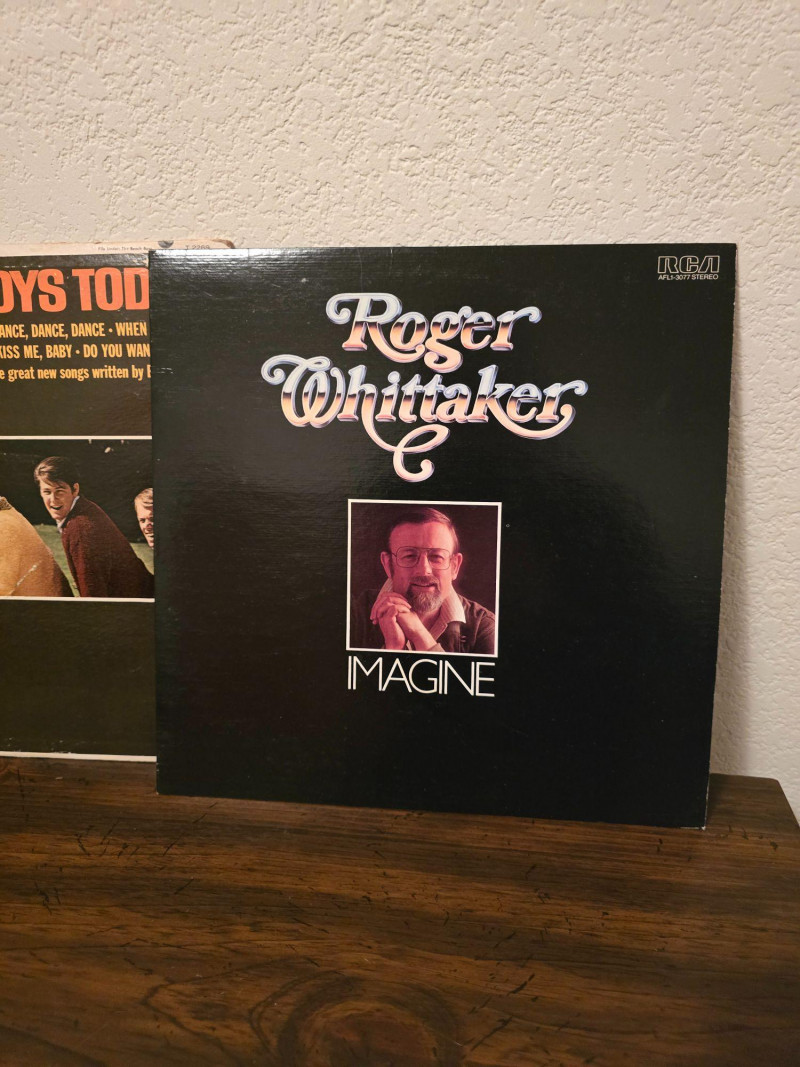 OYS TOD
ANCE, DANCE, DANCE • WHEN
KISS ME, BABY • DO YOU WAN
e great new songs written by
RCA
AFL1-3077 STEREO
Roger
Whittaker
IMAGINE